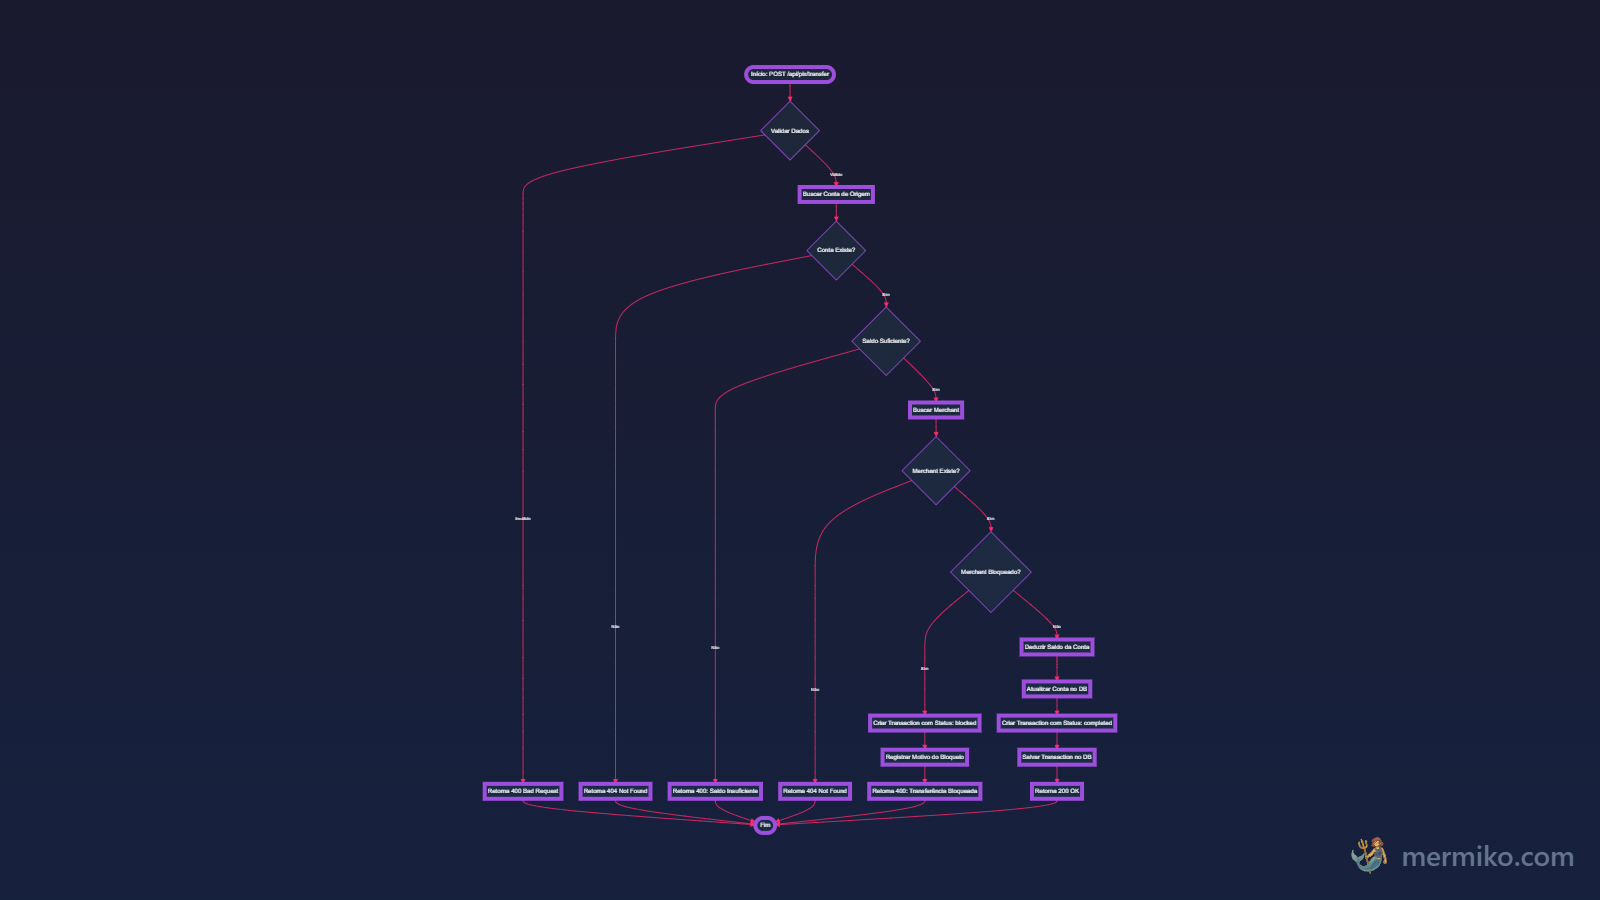 Início: POST /api/pix/transfer
Validar Dados
Válido
Buscar Conta de Origem
Conta Existe?
Sim
Saldo Suficiente?
Sim
Buscar Merchant
Merchant Existe?
Inválido
Sim
Merchant Bloqueado?
Não
Não
Deduzir Saldo da Conta
Não
Sim
Atualizar Conta no DB
Não
Criar Transaction com Status: blocked
Criar Transaction com Status: completed
Registrar Motivo do Bloqueio
Salvar Transaction no DB
Retorna 400 Bad Request
Retorna 404 Not Found
Retorna 400: Saldo Insuficiente
Retorna 404 Not Found
Retorna 400: Transferência Bloqueada
Retorna 200 OK
Fim
mermiko.com